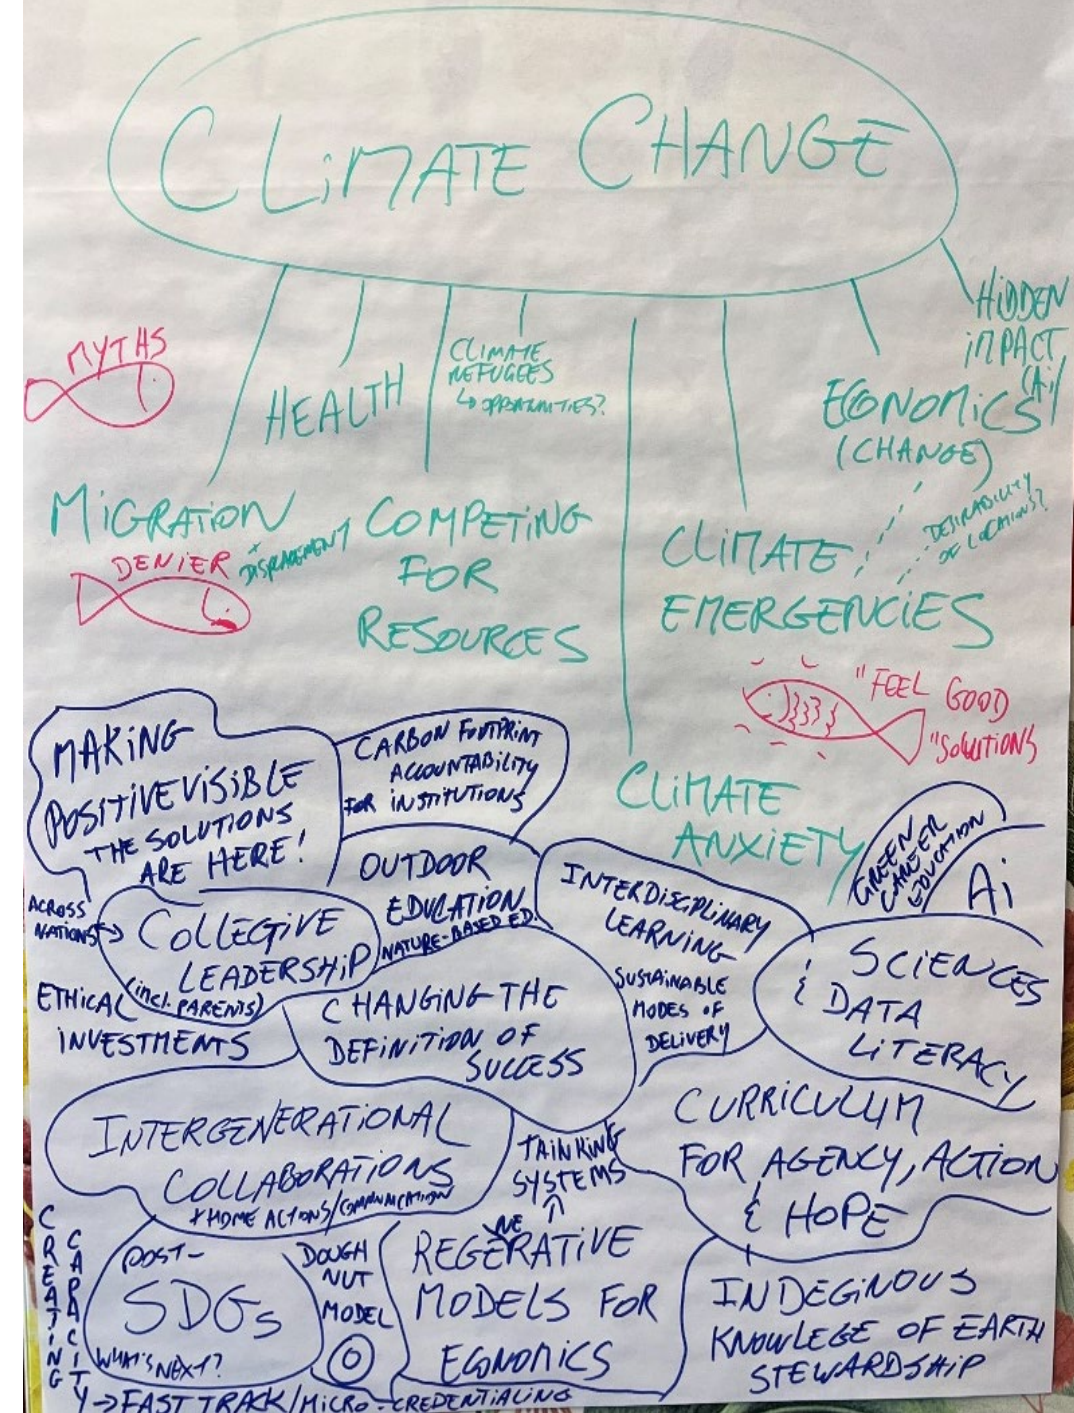 CLIMATE CHANGE
HIDDEN
IMPACT
(Ai)
MYTHS
HEALTH
CLIMATE
REFUGEES
↳ OPPORTUNITIES?
ECONOMICS
(CHANGE)
MIGRATION
+ DISPLACEMENT
DENIER
COMPETING
FOR
RESOURCES
CLIMATE
EMERGENCIES
DESIRABILITY
OF LOCATIONS?
"FEEL GOOD
"SOLUTIONS
CLIMATE
ANXIETY
MAKING
POSITIVE VISIBLE
THE SOLUTIONS
ARE HERE!
CARBON FOOTPRINT
ACCOUNTABILITY
FOR INSTITUTIONS
OUTDOOR
EDUCATION
NATURE-BASED ED.
INTERDISCIPLINARY
LEARNING
SUSTAINABLE
MODES OF
DELIVERY
GREEN
CAREER
EDUCATION
Ai
ACROSS
NATIONS
COLLECTIVE
LEADERSHIP
(incl. PARENTS)
ETHICAL
INVESTMENTS
CHANGING THE
DEFINITION OF
SUCCESS
SCIENCES
& DATA
LITERACY
INTERGENERATIONAL
COLLABORATIONS
+ HOME ACTIONS/COMMUNICATION
TAINKING
SYSTEMS
CURRICULUM
FOR AGENCY, ACTION
& HOPE
CREATING
CAPACITY
→ FAST TRACK/MICRO-CREDENTIALING
POST-
SDGs
WHAT'S NEXT?
DOUGH
NUT
MODEL
REGENERATIVE
MODELS FOR
ECONOMICS
INDEGINOUS
KNOWLEGE OF EARTH
STEWARDSHIP